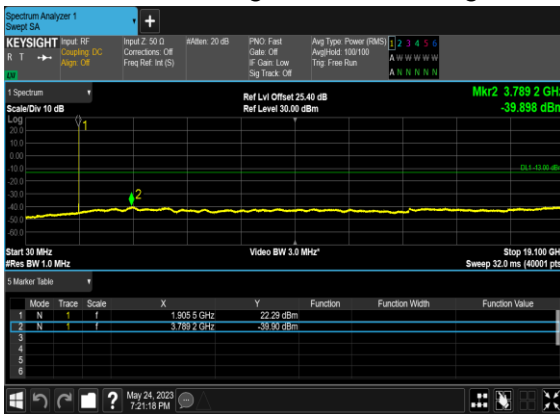 Spectrum Analyzer 1
Swept SA
KEYSIGHT Input: RF Input Z: 50 Ω #Atten: 20 dB PNO: Fast Avg Type: Power (RMS) 1 2 3 4 5 6
R T Coupling: DC Corrections: Off Gate: Off Avg|Hold: 100/100 A W W W W W
Align: Off Freq Ref: Int (S) IF Gain: Low Trig: Free Run
LV Sig Track: Off A N N N N N
1 Spectrum Ref Lvl Offset 25.40 dB Mkr2 3.789 2 GHz
Scale/Div 10 dB Ref Level 30.00 dBm -39.898 dBm
Log
20.0 1
10.0
0.00
-10.0 DL1 -13.00 dBm
-20.0
-30.0 2
-40.0
-50.0
-60.0
Start 30 MHz Video BW 3.0 MHz* Stop 19.100 GH
#Res BW 1.0 MHz Sweep 32.0 ms (40001 pts
5 Marker Table
Mode Trace Scale X Y Function Function Width Function Value
1 N 1 f 1.905 5 GHz 22.29 dBm
2 N 1 f 3.789 2 GHz -39.90 dBm
3
4
5
6
? May 24, 2023
7:21:18 PM